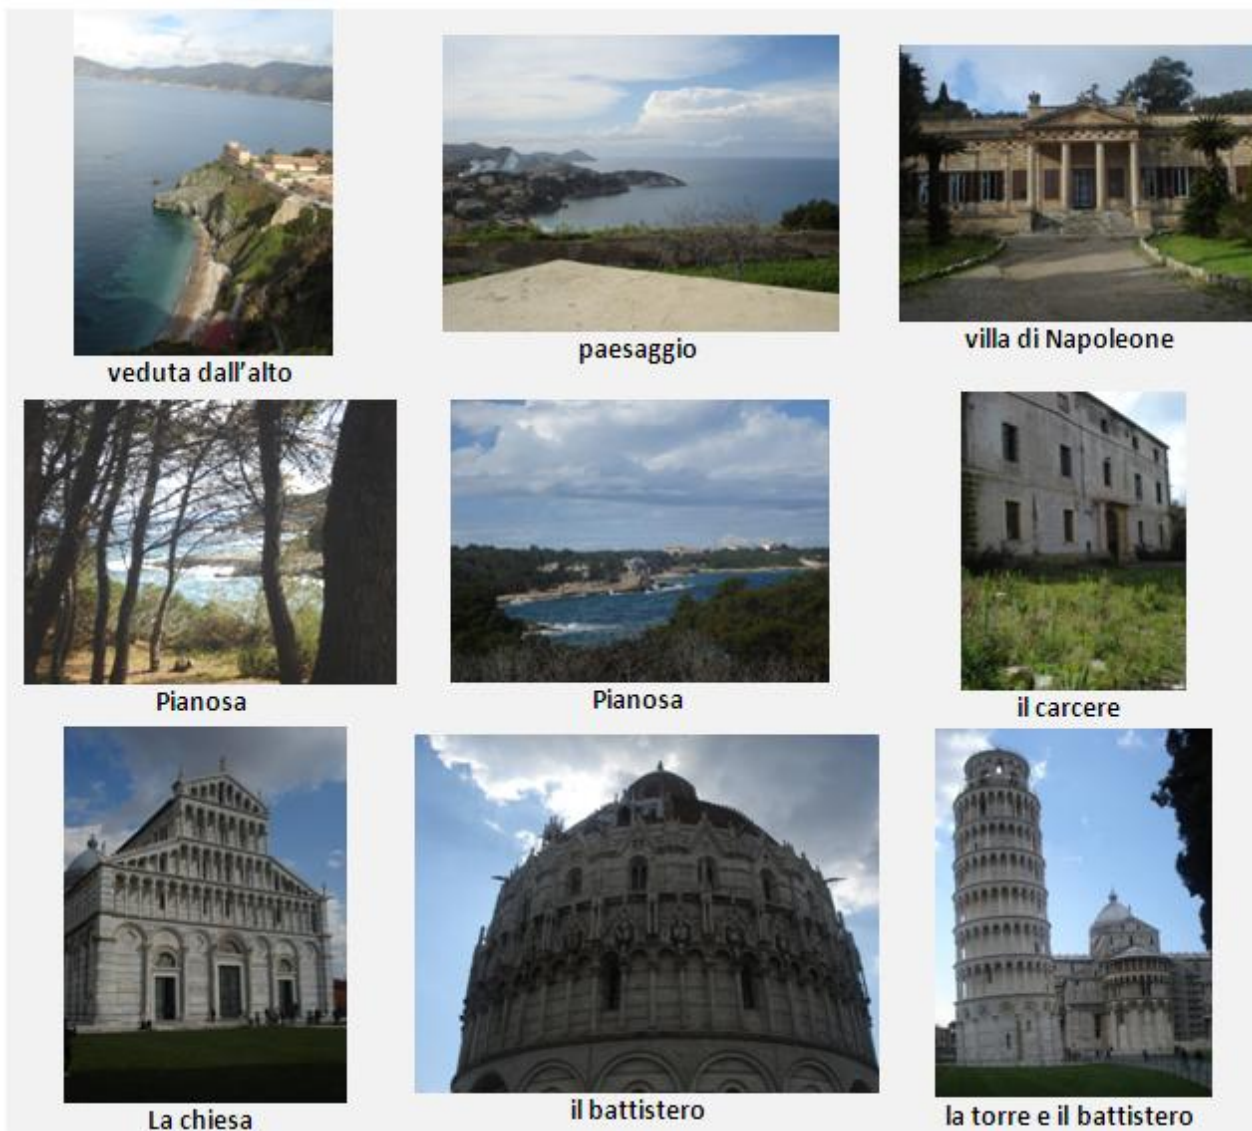 veduta dall'alto
paesaggio
villa di Napoleone
Pianosa
Pianosa
il carcere
La chiesa
il battistero
la torre e il battistero